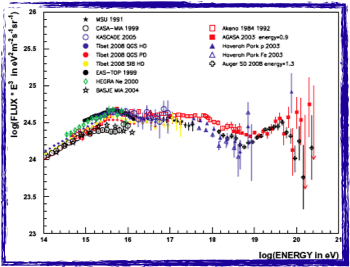 log(FLUX * E³ in eV²m⁻²s⁻¹sr⁻¹)
26
25.5
25
24.5
24
23.5
23
MSU 1991
CASA-MIA 1999
KASCADE 2005
Tibet 2008 QGS HD
Tibet 2008 QGS PD
Tibet 2008 SIB HD
EAS-TOP 1999
HEGRA Ne 2000
BASJE MIA 2004
Akeno 1984 1992
AGASA 2003 energy*0.9
Haverah Park p 2003
Haverah Park Fe 2003
Auger SD 2008 energy*1.3
14 15 16 17 18 19 20 21
log(ENERGY in eV)